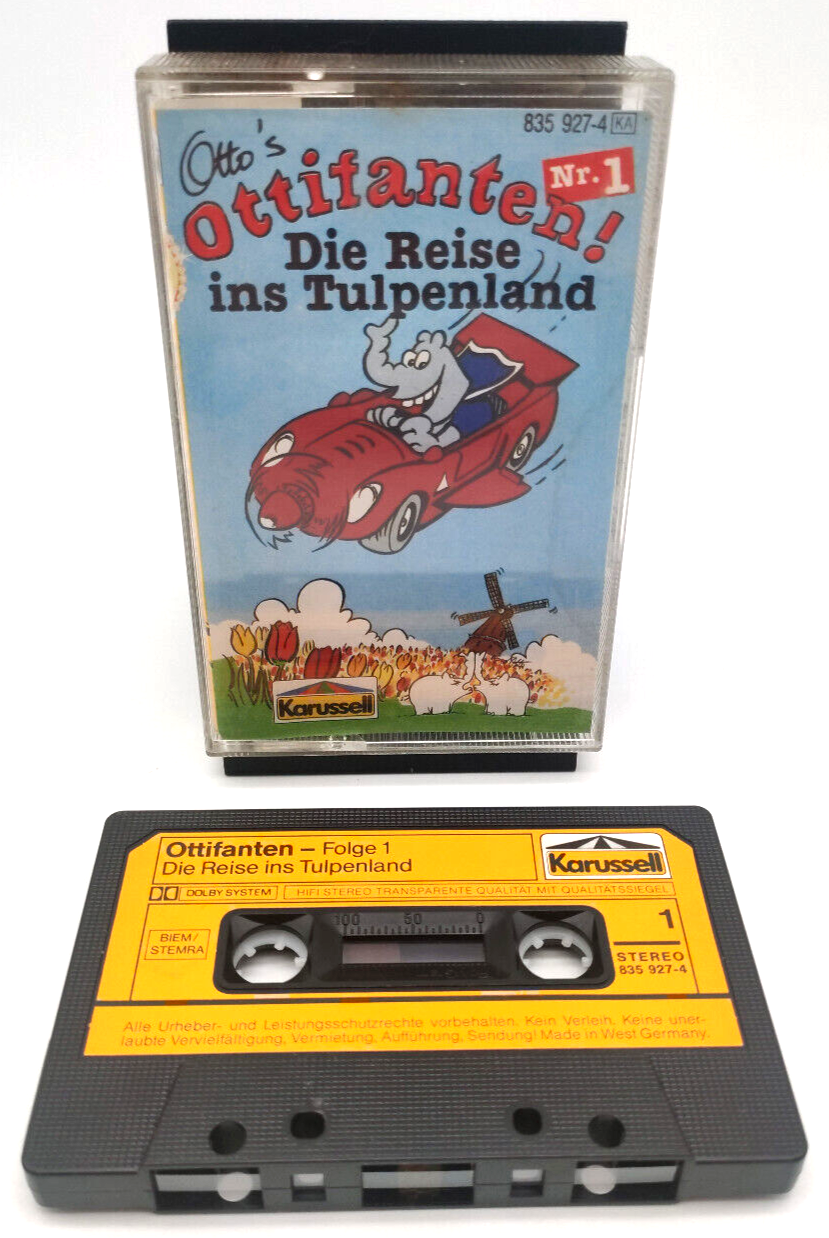 835 927-4 KA
Otto's
Ottifanten!
Nr. 1
Die Reise
ins Tulpenland
Karussell
Ottifanten – Folge 1
Die Reise ins Tulpenland
Karussell
DOLBY SYSTEM
HIFI STEREO TRANSPARENTE QUALITÄT MIT QUALITÄTSSIEGEL
100 50 0
1
BIEM/
STEMRA
STEREO
835 927-4
Alle Urheber- und Leistungsschutzrechte vorbehalten. Kein Verleih. Keine uner-
laubte Vervielfältigung, Vermietung, Aufführung, Sendung! Made in West Germany.